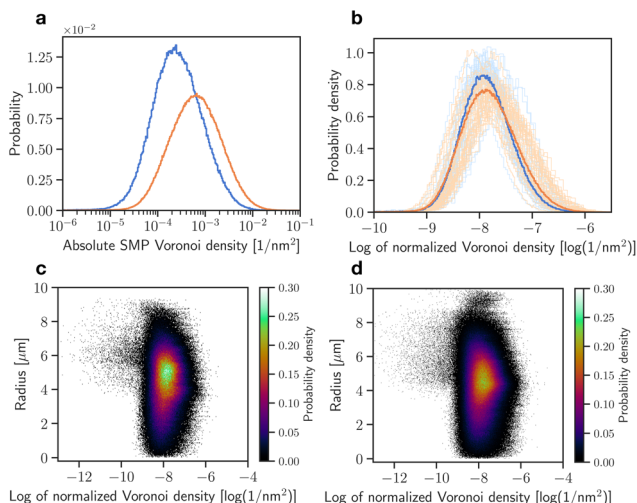 a
×10⁻²
1.25
1.00
0.75
0.50
0.25
0.00
Probability
10⁻⁶ 10⁻⁵ 10⁻⁴ 10⁻³ 10⁻² 10⁻¹
Absolute SMP Voronoi density [1/nm²]
b
1.0
0.8
0.6
0.4
0.2
0.0
Probability density
−10 −9 −8 −7 −6
Log of normalized Voronoi density [log(1/nm²)]
c
10
8
6
4
2
0
Radius [μm]
−12 −10 −8 −6 −4
Log of normalized Voronoi density [log(1/nm²)]
0.30
0.25
0.20
0.15
0.10
0.05
0.00
Probability density
d
10
8
6
4
2
0
Radius [μm]
−12 −10 −8 −6 −4
Log of normalized Voronoi density [log(1/nm²)]
0.30
0.25
0.20
0.15
0.10
0.05
0.00
Probability density